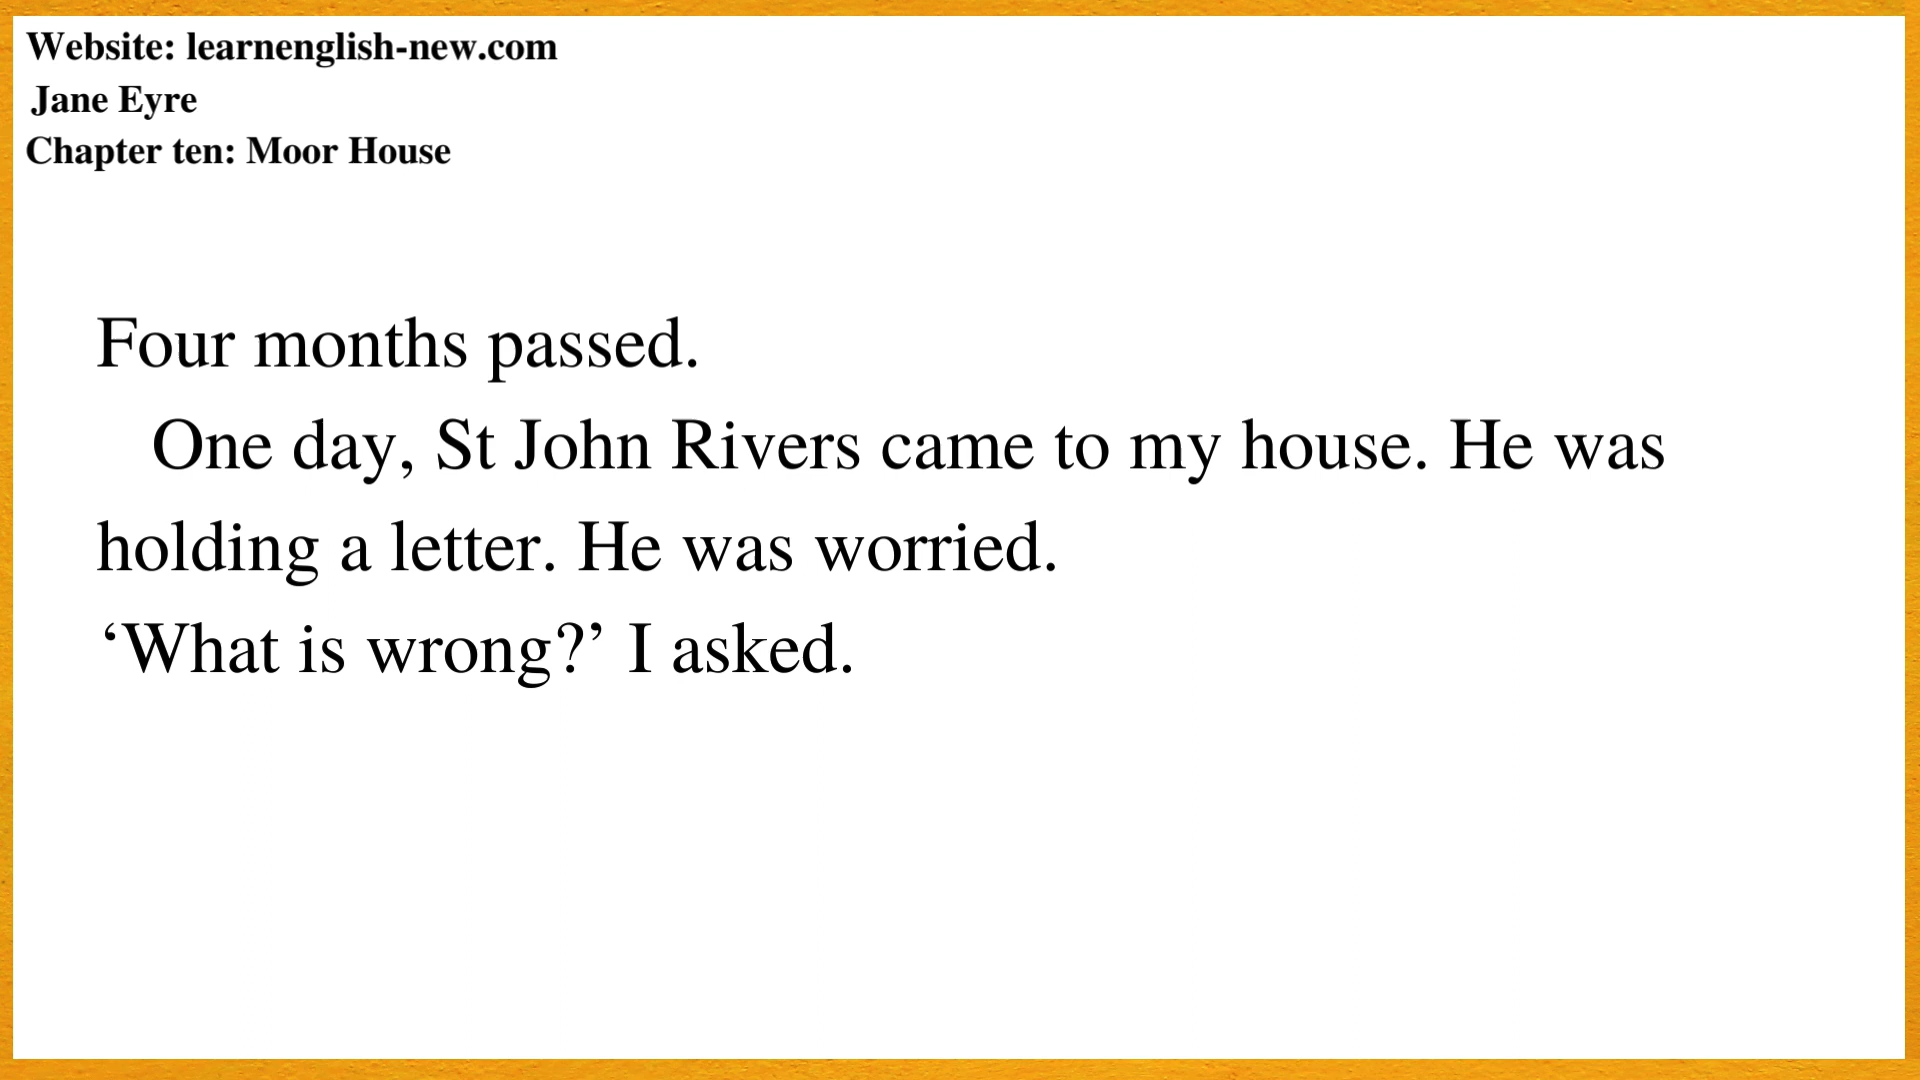 Website: learnenglish-new.com
Jane Eyre
Chapter ten: Moor House
Four months passed.
One day, St John Rivers came to my house. He was
holding a letter. He was worried.
‘What is wrong?’ I asked.